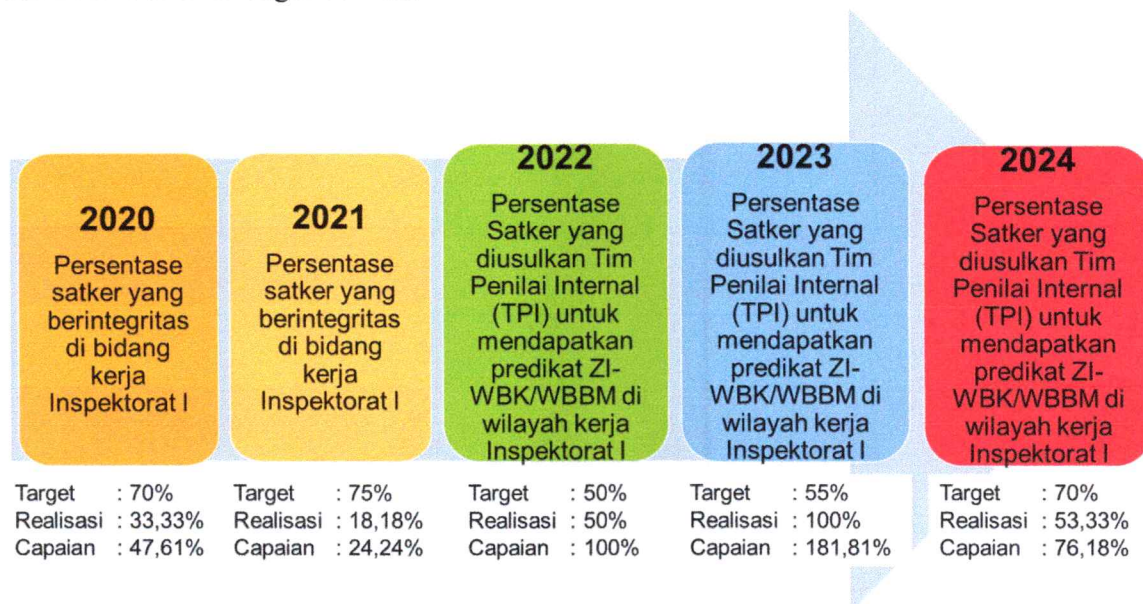 2020
Persentase
satker yang
berintegritas
di bidang
kerja
Inspektorat I
Target : 70%
Realisasi : 33,33%
Capaian : 47,61%
2021
Persentase
satker yang
berintegritas
di bidang
kerja
Inspektorat I
Target : 75%
Realisasi : 18,18%
Capaian : 24,24%
2022
Persentase
Satker yang
diusulkan Tim
Penilai Internal
(TPI) untuk
mendapatkan
predikat ZI-
WBK/WBBM di
wilayah kerja
Inspektorat I
Target : 50%
Realisasi : 50%
Capaian : 100%
2023
Persentase
Satker yang
diusulkan Tim
Penilai Internal
(TPI) untuk
mendapatkan
predikat ZI-
WBK/WBBM di
wilayah kerja
Inspektorat I
Target : 55%
Realisasi : 100%
Capaian : 181,81%
2024
Persentase
Satker yang
diusulkan Tim
Penilai Internal
(TPI) untuk
mendapatkan
predikat ZI-
WBK/WBBM di
wilayah kerja
Inspektorat I
Target : 70%
Realisasi : 53,33%
Capaian : 76,18%